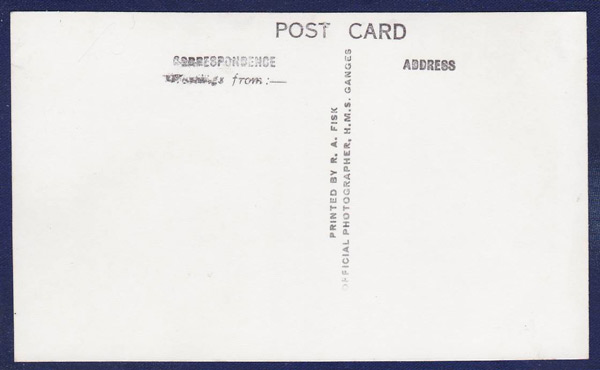 POST CARD
CORRESPONDENCE
from:—
PRINTED BY R. A. FISK
OFFICIAL PHOTOGRAPHER, H.M.S. GANGES
ADDRESS